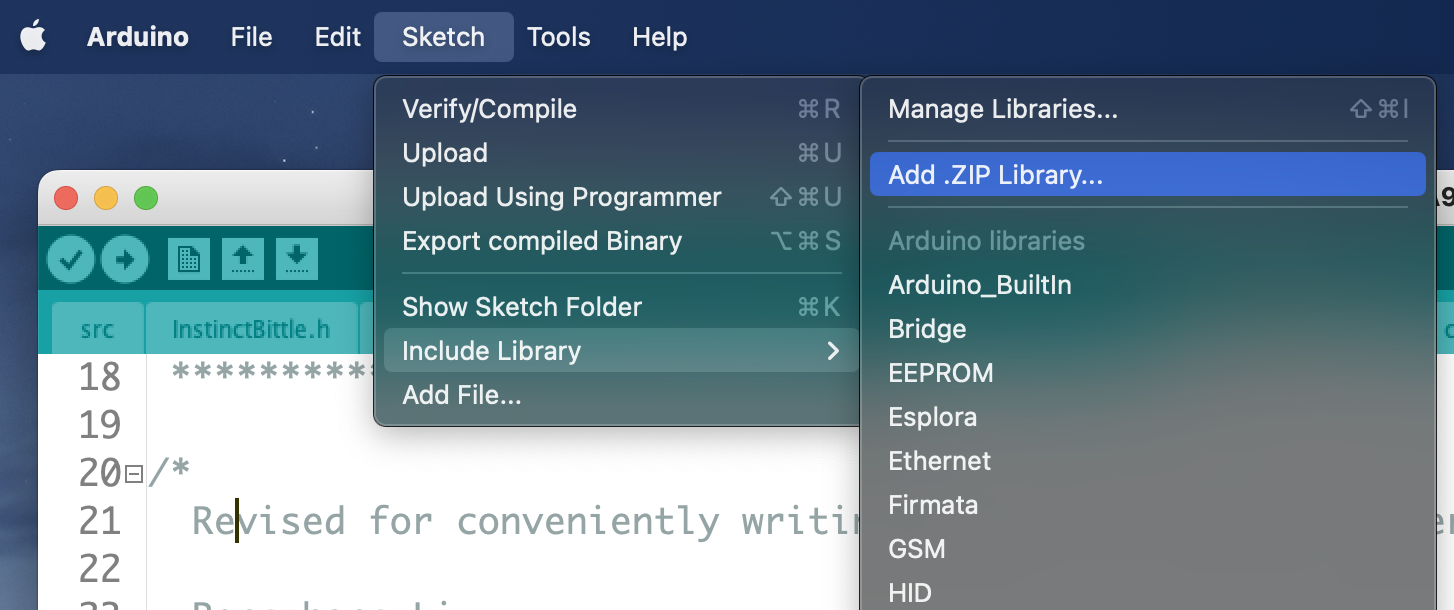 Arduino File Edit Sketch Tools Help
Verify/Compile ⌘R
Upload ⌘U
Upload Using Programmer ⇧⌘U
Export compiled Binary ⌥⌘S
Show Sketch Folder ⌘K
Include Library
Add File...
Manage Libraries... ⇧⌘I
Add .ZIP Library...
Arduino libraries
Arduino_BuiltIn
Bridge
EEPROM
Esplora
Ethernet
Firmata
GSM
HID
src InstinctBittle.h
18 **********
19
20 /*
21 Revised for conveniently
22